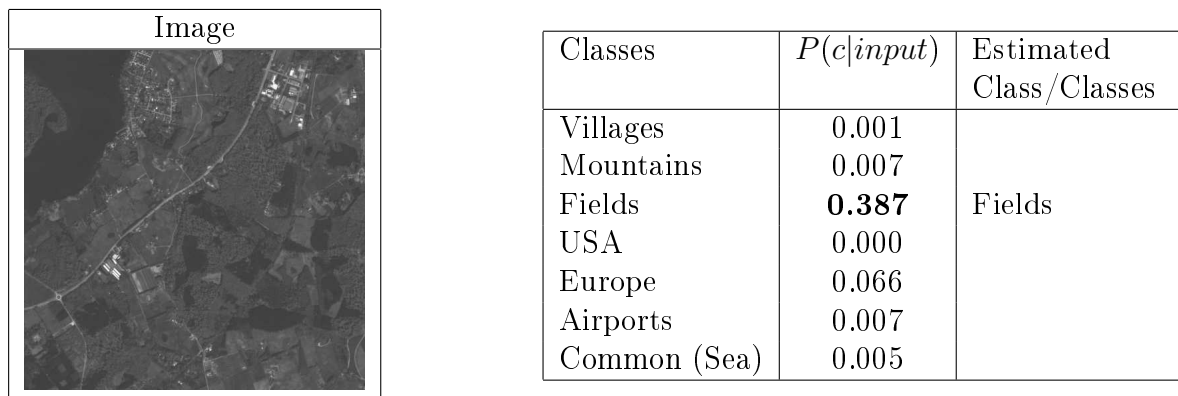 Image
Classes P(c|input) Estimated
Class/Classes
Villages 0.001
Mountains 0.007
Fields 0.387 Fields
USA 0.000
Europe 0.066
Airports 0.007
Common (Sea) 0.005